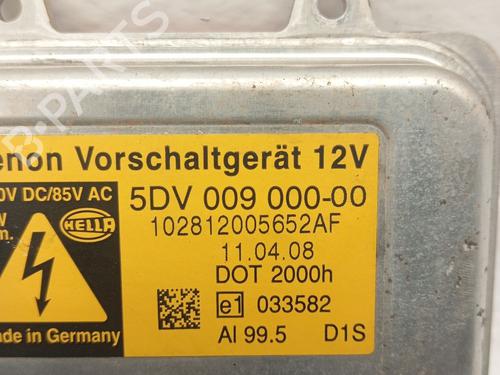 enon Vorschaltgerät 12V
0V DC/85V AC
5DV 009 000-00
102812005652AF
HELLA
11.04.08
DOT 2000h
e1 033582
Al 99.5 D1S
ade in Germany